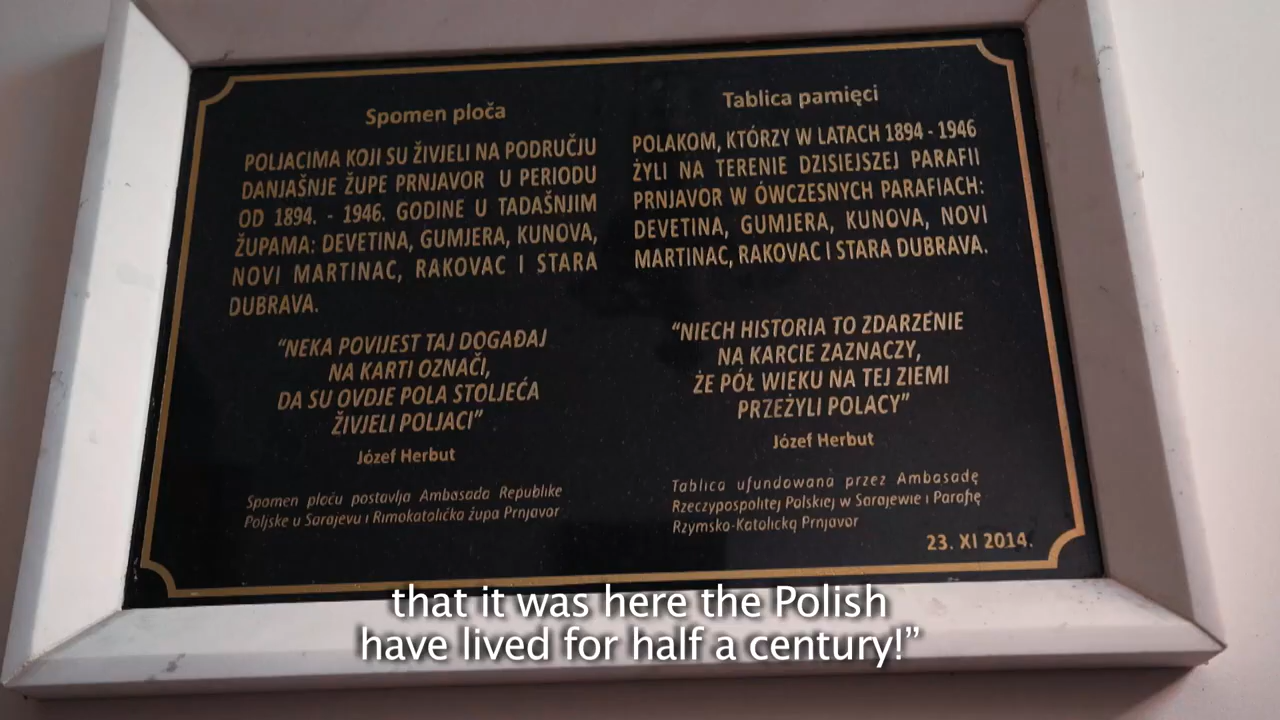 Spomen ploča
POLJACIMA KOJI SU ŽIVJELI NA PODRUČJU
DANJAŠNJE ŽUPE PRNJAVOR U PERIODU
OD 1894. - 1946. GODINE U TADAŠNJIM
ŽUPAMA: DEVETINA, GUMJERA, KUNOVA,
NOVI MARTINAC, RAKOVAC I STARA
DUBRAVA.
“NEKA POVIJEST TAJ DOGAĐAJ
NA KARTI OZNAČI,
DA SU OVDJE POLA STOLJEĆA
ŽIVJELI POLJACI”
Józef Herbut
Spomen ploću postavlja Ambasada Republike
Poljske u Sarajevu i Rimokatolička župa Prnjavor
Tablica pamięci
POLAKOM, KTÓRZY W LATACH 1894 - 1946
ŻYLI NA TERENIE DZISIEJSZEJ PARAFII
PRNJAVOR W ÓWCZESNYCH PARAFIACH:
DEVETINA, GUMJERA, KUNOVA, NOVI
MARTINAC, RAKOVAC I STARA DUBRAVA.
“NIECH HISTORIA TO ZDARZENIE
NA KARCIE ZAZNACZY,
ŻE PÓŁ WIEKU NA TEJ ZIEMI
PRZEŻYLI POLACY”
Józef Herbut
Tablica ufundowana przez Ambasadę
Rzeczypospolitej Polskiej w Sarajewie i Parafię
Rzymsko-Katolicką Prnjavor
23. XI 2014.
that it was here the Polish
have lived for half a century!”